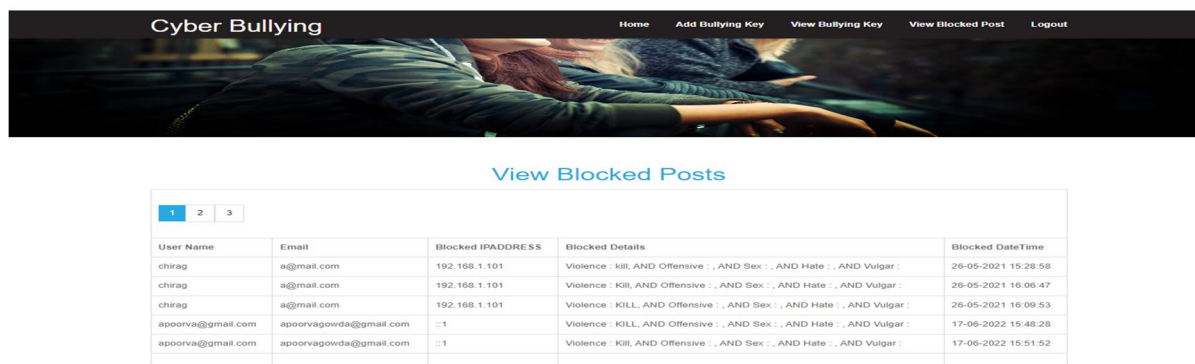 Cyber Bullying
Home Add Bullying Key View Bullying Key View Blocked Post Logout
View Blocked Posts
1 2 3
User Name Email Blocked IPADDRESS Blocked Details Blocked DateTime
chirag a@mail.com 192.168.1.101 Violence : kill, AND Offensive : , AND Sex : , AND Hate : , AND Vulgar : 26-05-2021 15:28:58
chirag a@mail.com 192.168.1.101 Violence : Kill, AND Offensive : , AND Sex : , AND Hate : , AND Vulgar : 26-05-2021 16:06:47
chirag a@mail.com 192.168.1.101 Violence : KILL, AND Offensive : , AND Sex : , AND Hate : , AND Vulgar : 26-05-2021 16:09:53
apoorva@gmail.com apoorvagowda@gmail.com ::1 Violence : KILL, AND Offensive : , AND Sex : , AND Hate : , AND Vulgar : 17-06-2022 15:48:28
apoorva@gmail.com apoorvagowda@gmail.com ::1 Violence : Kill, AND Offensive : , AND Sex : , AND Hate : , AND Vulgar : 17-06-2022 15:51:52